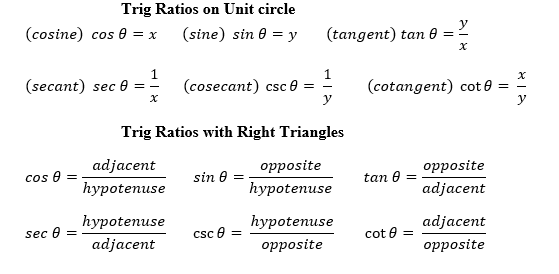 Trig Ratios on Unit circle
(cosine) cos θ = x (sine) sin θ = y (tangent) tan θ = y/x
(secant) sec θ = 1/x (cosecant) csc θ = 1/y (cotangent) cot θ = x/y
Trig Ratios with Right Triangles
cos θ = adjacent/hypotenuse sin θ = opposite/hypotenuse tan θ = opposite/adjacent
sec θ = hypotenuse/adjacent csc θ = hypotenuse/opposite cot θ = adjacent/opposite